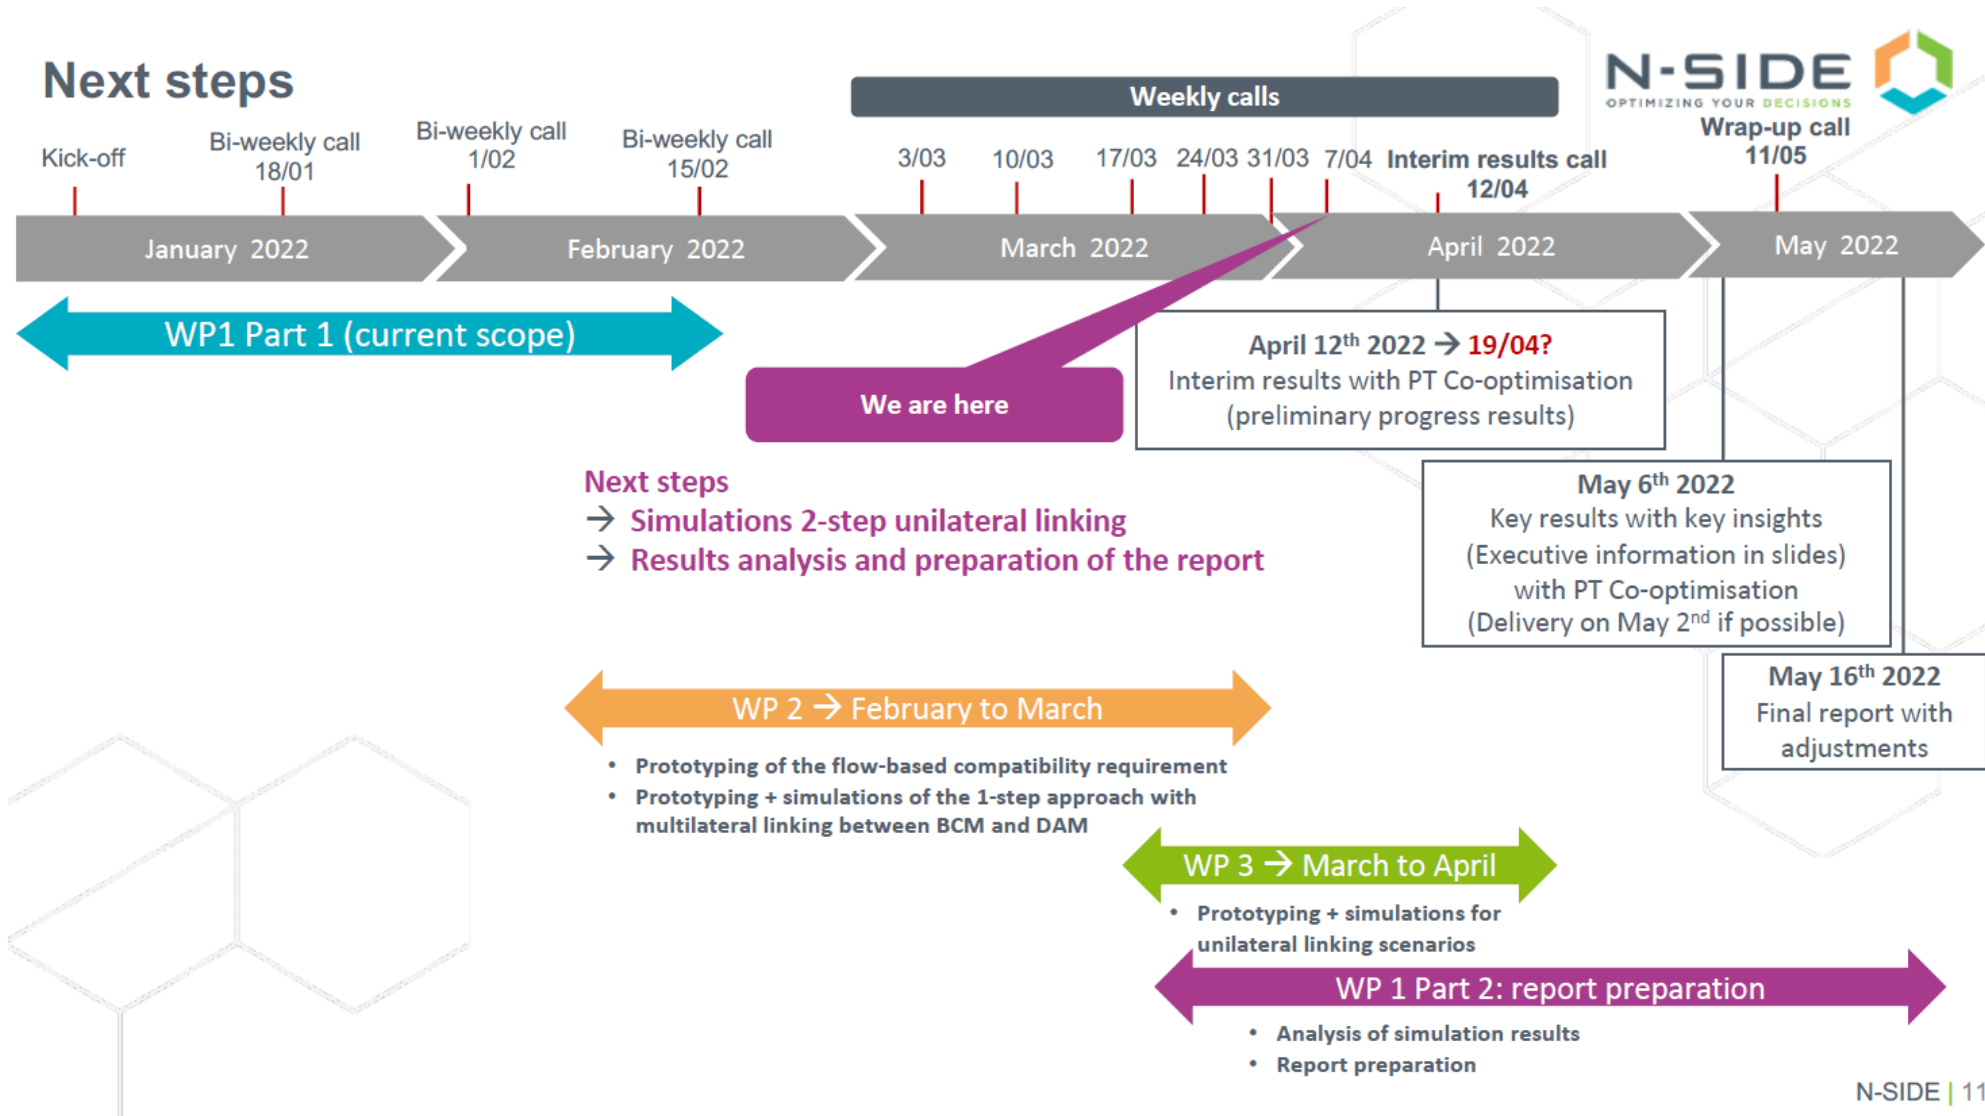 Next steps
N-SIDE
OPTIMIZING YOUR DECISIONS
Weekly calls
Kick-off
Bi-weekly call
18/01
Bi-weekly call
1/02
Bi-weekly call
15/02
3/03
10/03
17/03
24/03
31/03
7/04
Interim results call
12/04
Wrap-up call
11/05
January 2022
February 2022
March 2022
April 2022
May 2022
WP1 Part 1 (current scope)
We are here
April 12th 2022 → 19/04?
Interim results with PT Co-optimisation
(preliminary progress results)
Next steps
→ Simulations 2-step unilateral linking
→ Results analysis and preparation of the report
May 6th 2022
Key results with key insights
(Executive information in slides)
with PT Co-optimisation
(Delivery on May 2nd if possible)
May 16th 2022
Final report with
adjustments
WP 2 → February to March
• Prototyping of the flow-based compatibility requirement
• Prototyping + simulations of the 1-step approach with
multilateral linking between BCM and DAM
WP 3 → March to April
• Prototyping + simulations for
unilateral linking scenarios
WP 1 Part 2: report preparation
• Analysis of simulation results
• Report preparation
N-SIDE | 11